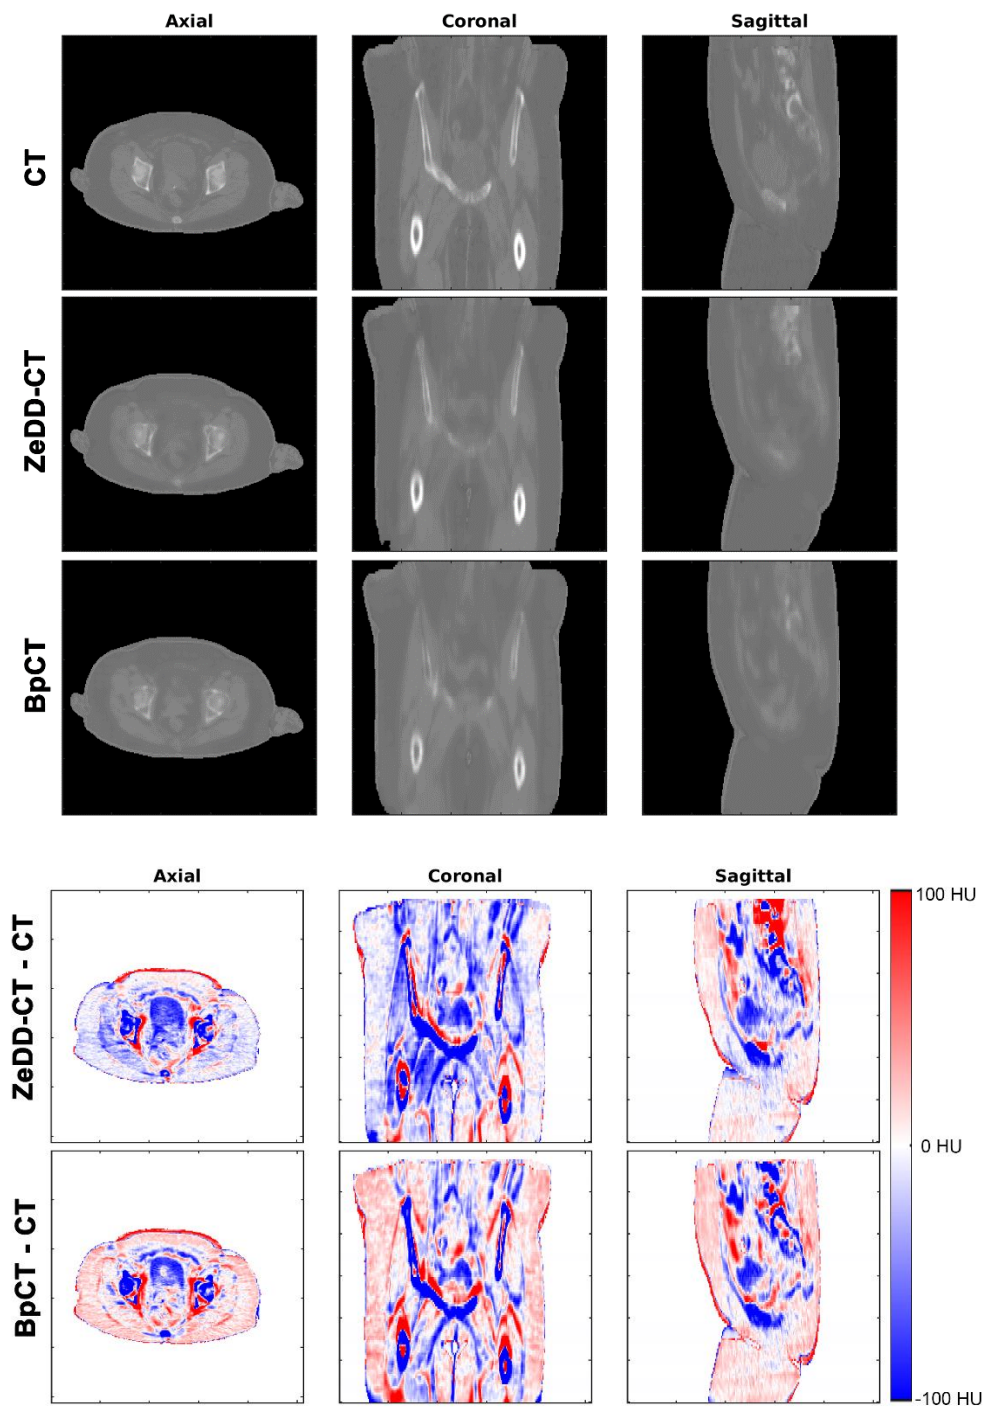 Axial Coronal Sagittal
CT
ZeDD-CT
BpCT
Axial Coronal Sagittal
ZeDD-CT - CT
100 HU
0 HU
BpCT - CT
-100 HU